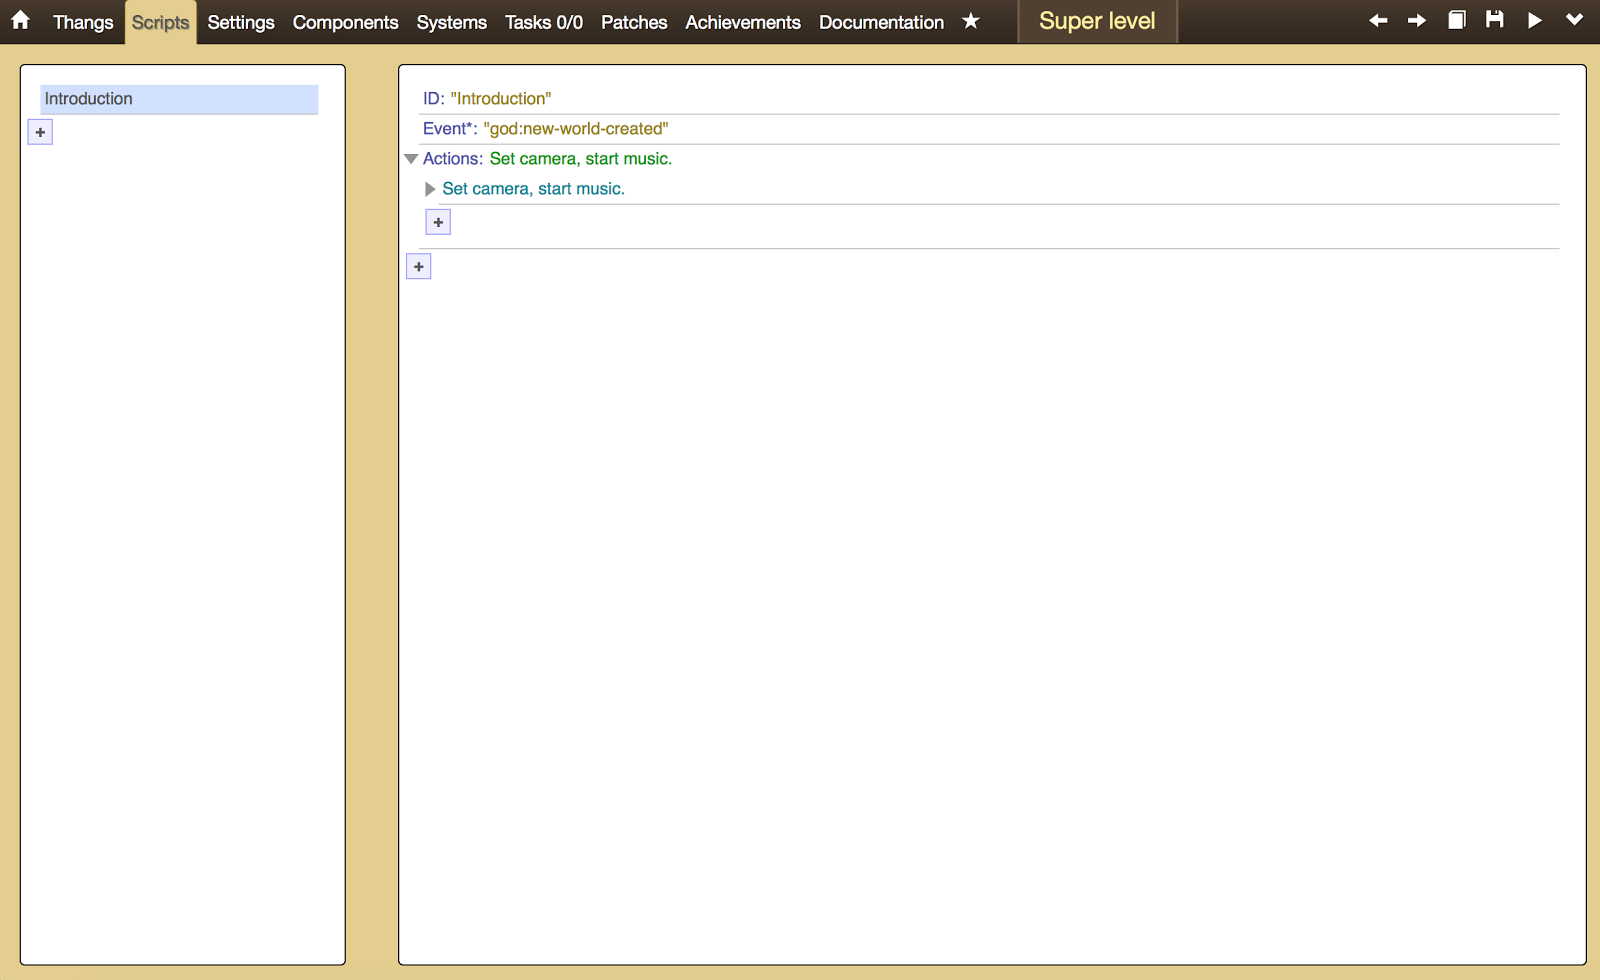 Thangs Scripts Settings Components Systems Tasks 0/0 Patches Achievements Documentation Super level
Introduction
+
ID: "Introduction"
Event*: "god:new-world-created"
Actions: Set camera, start music.
Set camera, start music.
+
+